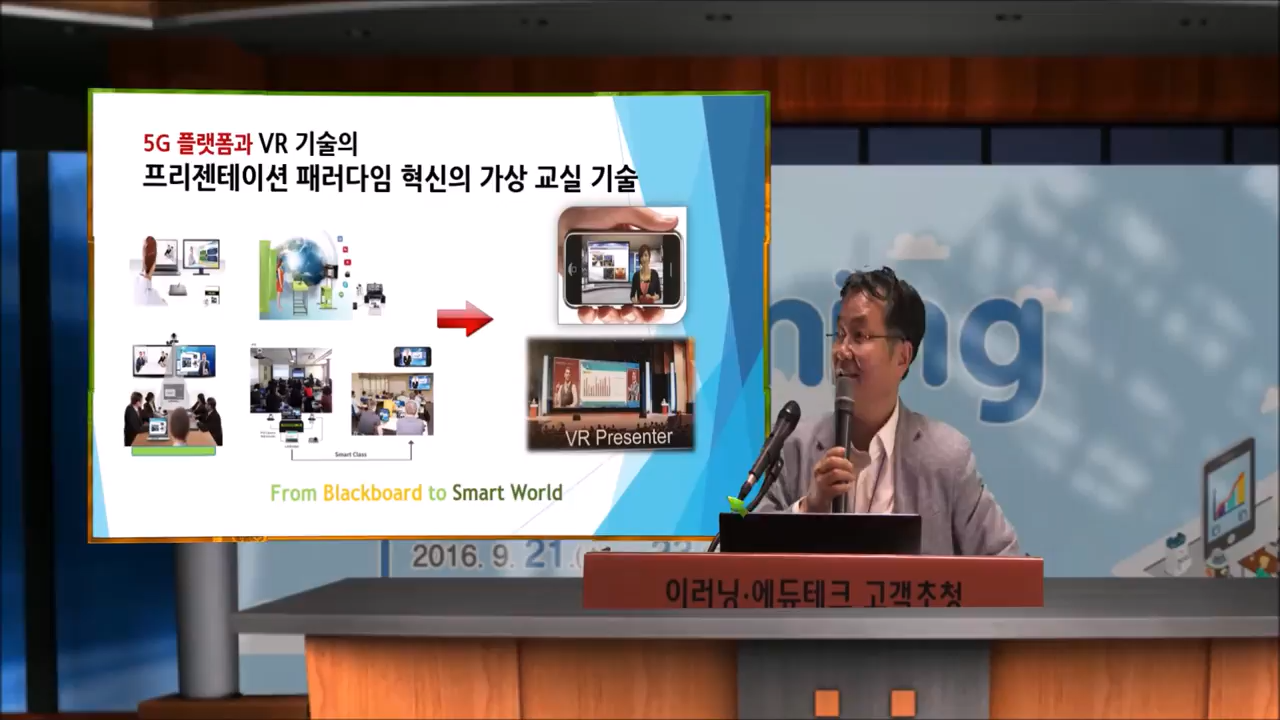 5G 플랫폼과 VR 기술의
프리젠테이션 패러다임 혁신의 가상 교실 기술
VR Presenter
Smart Class
From Blackboard to Smart World
ning
2016. 9. 21.
이러닝·에듀테크 고객초청